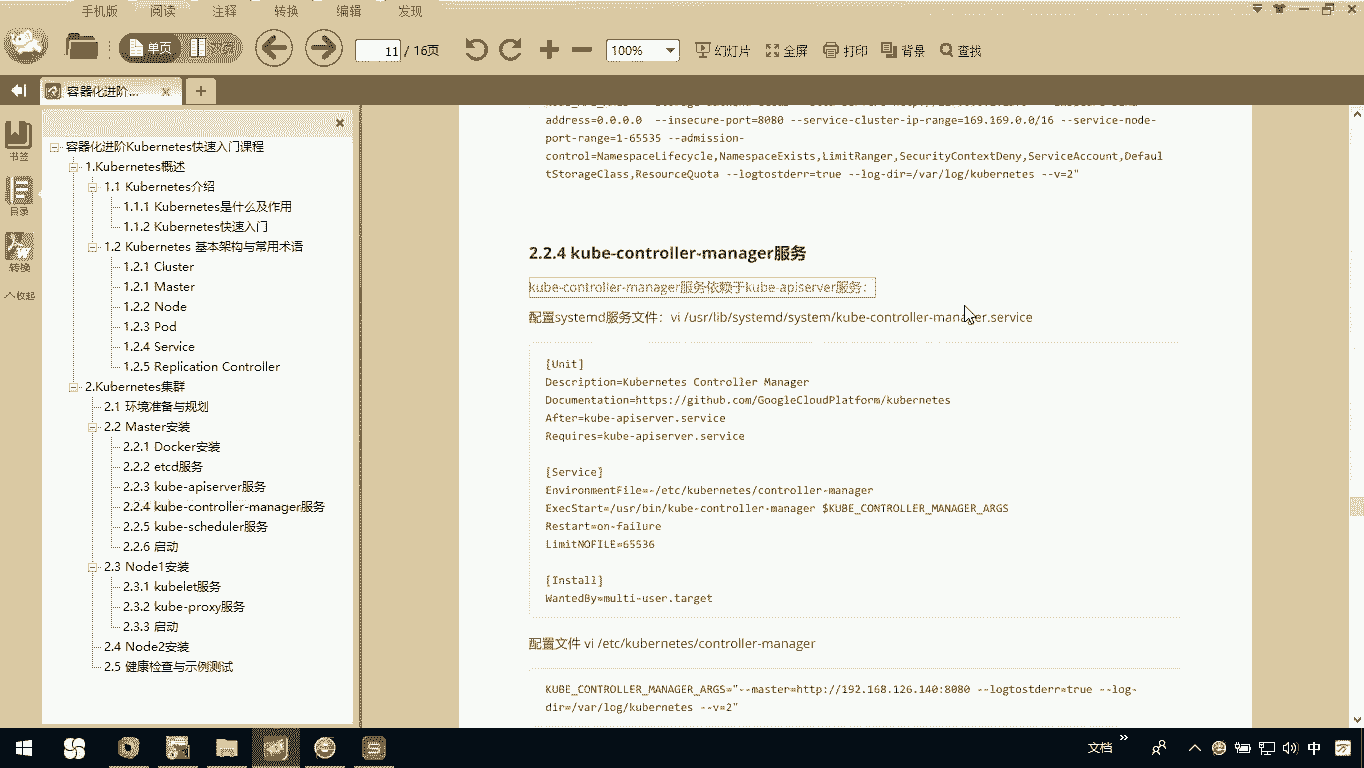 手机版 阅读 注释 转换 编辑 发现
单页
11 / 16页
100%
幻灯片 全屏 打印 背景 查找
容器化进阶... × +
书签
目录
转换
收起
容器化进阶Kubernetes快速入门课程
1.Kubernetes概述
1.1 Kubernetes介绍
1.1.1 Kubernetes是什么及作用
1.1.2 Kubernetes快速入门
1.2 Kubernetes 基本架构与常用术语
1.2.1 Cluster
1.2.1 Master
1.2.2 Node
1.2.3 Pod
1.2.4 Service
1.2.5 Replication Controller
2.Kubernetes集群
2.1 环境准备与规划
2.2 Master安装
2.2.1 Docker安装
2.2.2 etcd服务
2.2.3 kube-apiserver服务
2.2.4 kube-controller-manager服务
2.2.5 kube-scheduler服务
2.2.6 启动
2.3 Node1安装
2.3.1 kubelet服务
2.3.2 kube-proxy服务
2.3.3 启动
2.4 Node2安装
2.5 健康检查与示例测试
address=0.0.0.0 --insecure-port=8080 --service-cluster-ip-range=169.169.0.0/16 --service-node-
port-range=1-65535 --admission-
control=NamespaceLifecycle,NamespaceExists,LimitRanger,SecurityContextDeny,ServiceAccount,Defaul
tStorageClass,ResourceQuota --logtostderr=true --log-dir=/var/log/kubernetes --v=2"
2.2.4 kube-controller-manager服务
kube-controller-manager服务依赖于kube-apiserver服务：
配置systemd服务文件：vi /usr/lib/systemd/system/kube-controller-manager.service
[Unit]
Description=Kubernetes Controller Manager
Documentation=https://github.com/GoogleCloudPlatform/kubernetes
After=kube-apiserver.service
Requires=kube-apiserver.service
[Service]
EnvironmentFile=-/etc/kubernetes/controller-manager
ExecStart=/usr/bin/kube-controller-manager $KUBE_CONTROLLER_MANAGER_ARGS
Restart=on-failure
LimitNOFILE=65536
[Install]
WantedBy=multi-user.target
配置文件 vi /etc/kubernetes/controller-manager
KUBE_CONTROLLER_MANAGER_ARGS="--master=http://192.168.126.140:8080 --logtostderr=true --log-
dir=/var/log/kubernetes --v=2"
文档
中